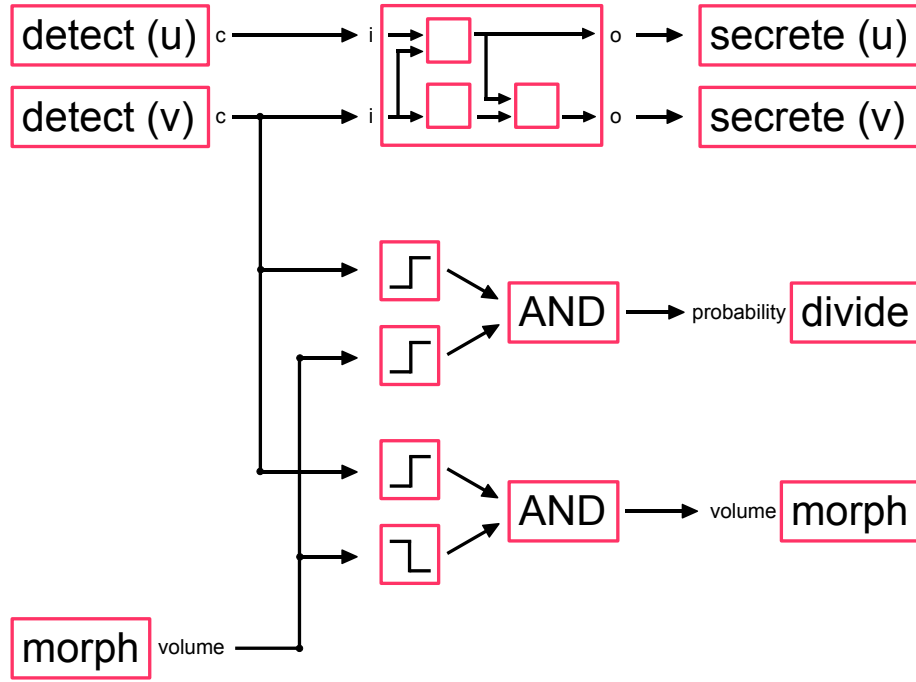 detect (u) c i o secrete (u)
detect (v) c i o secrete (v)
AND probability divide
AND volume morph
morph volume